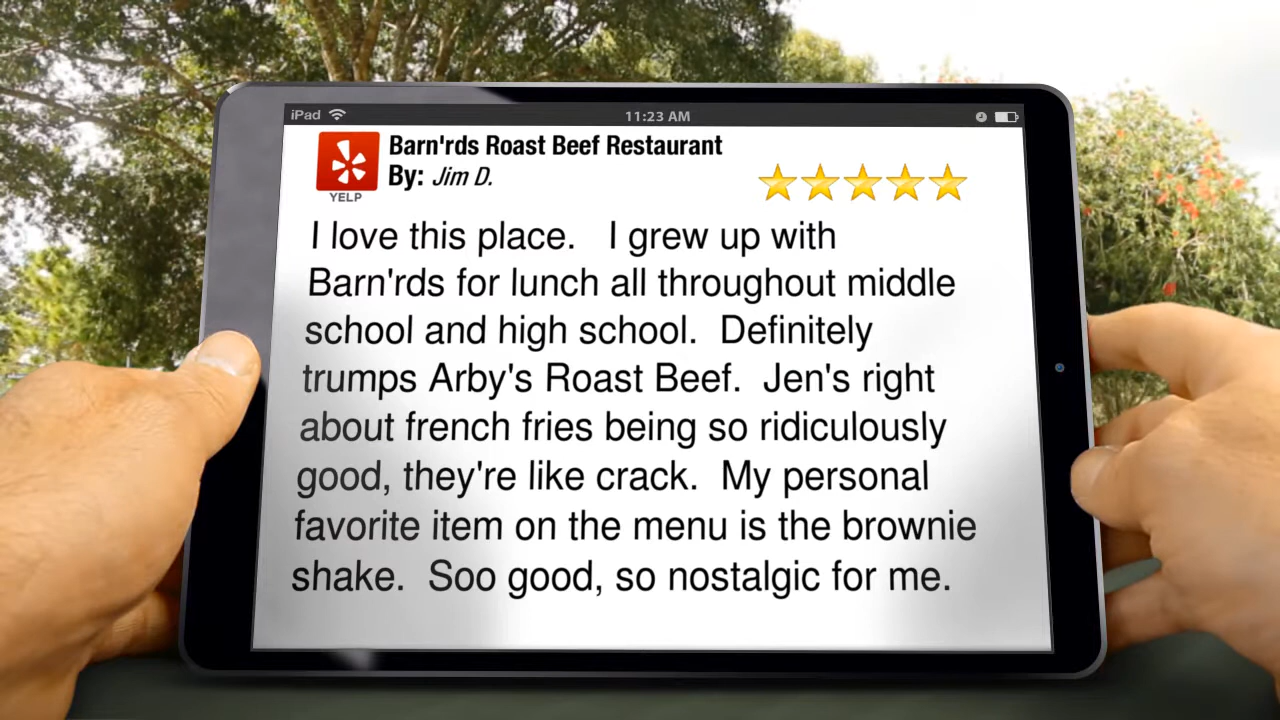 iPad 11:23 AM
Barn'rds Roast Beef Restaurant
By: Jim D.
YELP
I love this place. I grew up with
Barn'rds for lunch all throughout middle
school and high school. Definitely
trumps Arby's Roast Beef. Jen's right
about french fries being so ridiculously
good, they're like crack. My personal
favorite item on the menu is the brownie
shake. Soo good, so nostalgic for me.